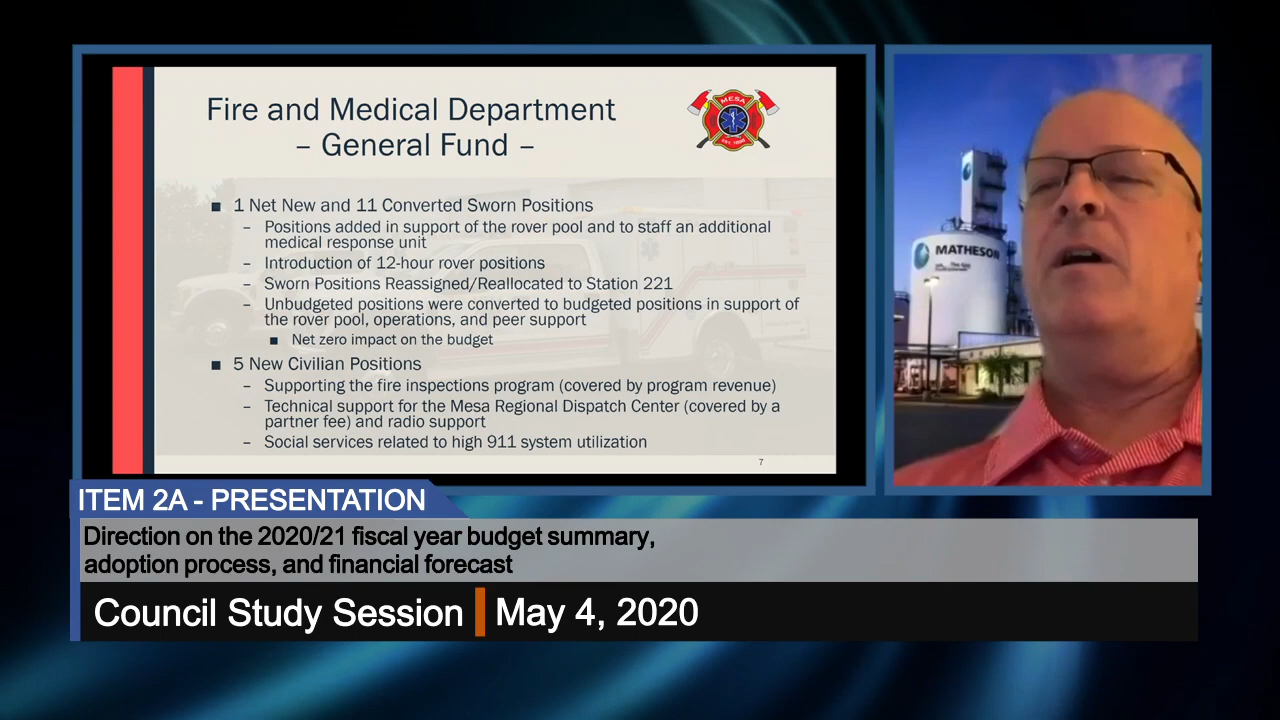 Fire and Medical Department
– General Fund –
MESA
EST. 1898
■ 1 Net New and 11 Converted Sworn Positions
– Positions added in support of the rover pool and to staff an additional
medical response unit
– Introduction of 12-hour rover positions
– Sworn Positions Reassigned/Reallocated to Station 221
– Unbudgeted positions were converted to budgeted positions in support of
the rover pool, operations, and peer support
■ Net zero impact on the budget
■ 5 New Civilian Positions
– Supporting the fire inspections program (covered by program revenue)
– Technical support for the Mesa Regional Dispatch Center (covered by a
partner fee) and radio support
– Social services related to high 911 system utilization
7
MATHESON
ITEM 2A - PRESENTATION
Direction on the 2020/21 fiscal year budget summary,
adoption process, and financial forecast
Council Study Session
May 4, 2020